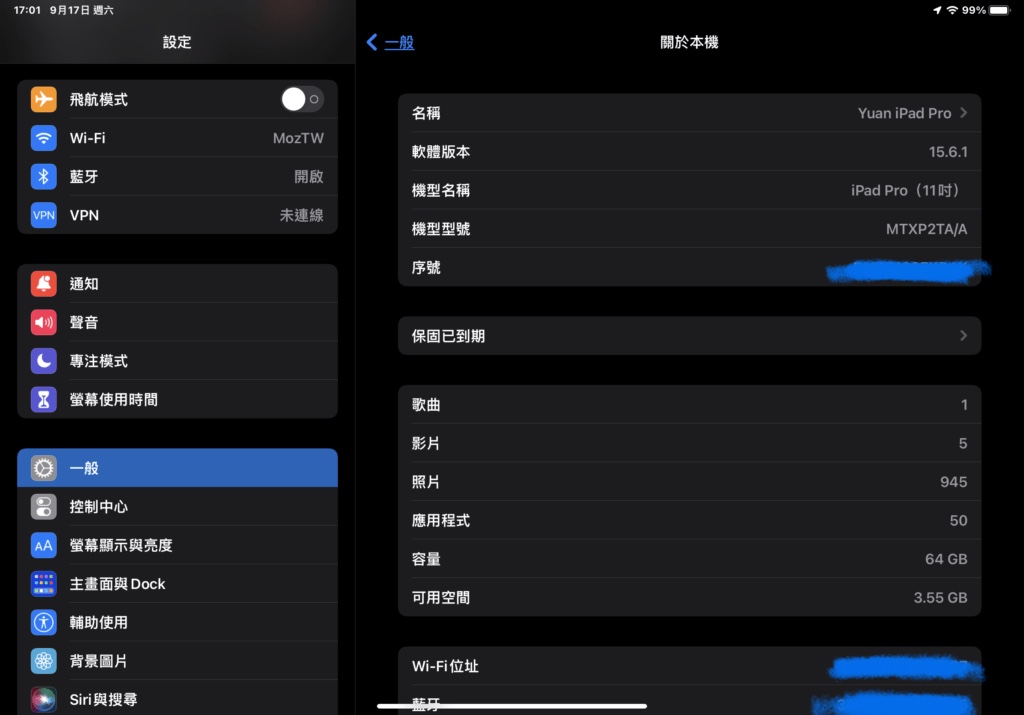 17:01 9月17日 週六
99%
設定
飛航模式
Wi-Fi MozTW
藍牙 開啟
VPN VPN 未連線
通知
聲音
專注模式
螢幕使用時間
一般
控制中心
AA 螢幕顯示與亮度
主畫面與Dock
輔助使用
背景圖片
Siri與搜尋
一般
關於本機
名稱 Yuan iPad Pro
軟體版本 15.6.1
機型名稱 iPad Pro（11吋）
機型型號 MTXP2TA/A
序號
保固已到期
歌曲 1
影片 5
照片 945
應用程式 50
容量 64 GB
可用空間 3.55 GB
Wi-Fi位址
藍牙